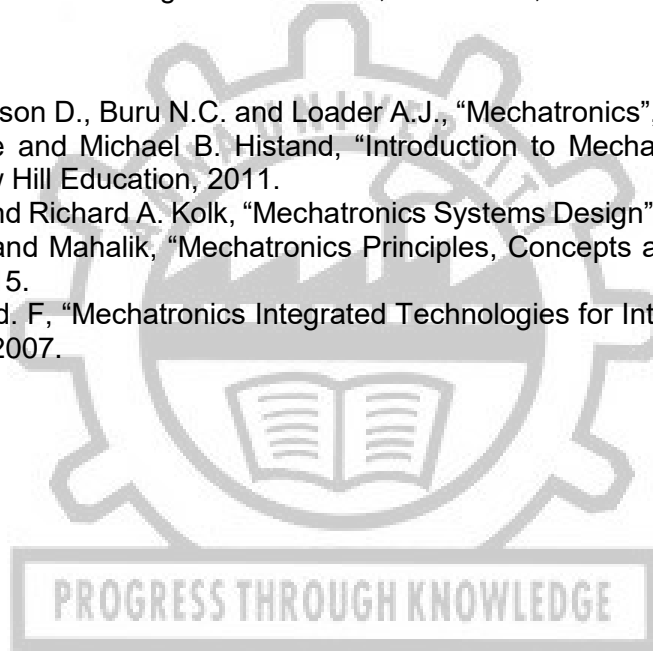 son D., Buru N.C. and Loader A.J., “Mechatronics”,
e and Michael B. Histand, “Introduction to Mecha
Hill Education, 2011.
nd Richard A. Kolk, “Mechatronics Systems Design”
and Mahalik, “Mechatronics Principles, Concepts a
5.
d. F, “Mechatronics Integrated Technologies for Int
2007.
UNIVERSIT
PROGRESS THROUGH KNOWLEDGE